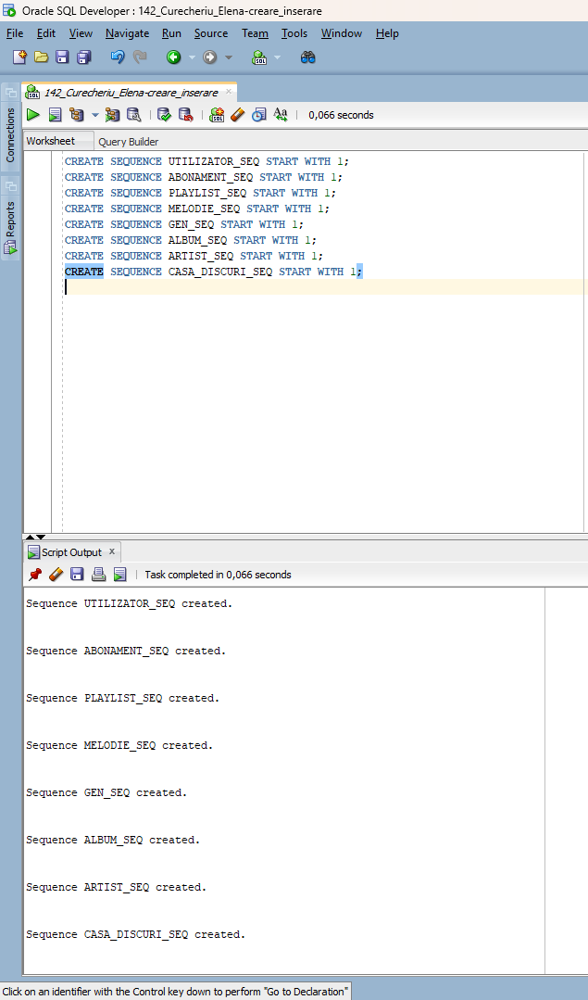 Oracle SQL Developer : 142_Curecheriu_Elena-creare_inserare
File Edit View Navigate Run Source Team Tools Window Help
SQL
SQL 142_Curecheriu_Elena-creare_inserare ×
SQL Aa 0,066 seconds
Connections
Reports
Worksheet Query Builder
CREATE SEQUENCE UTILIZATOR_SEQ START WITH 1;
CREATE SEQUENCE ABONAMENT_SEQ START WITH 1;
CREATE SEQUENCE PLAYLIST_SEQ START WITH 1;
CREATE SEQUENCE MELODIE_SEQ START WITH 1;
CREATE SEQUENCE GEN_SEQ START WITH 1;
CREATE SEQUENCE ALBUM_SEQ START WITH 1;
CREATE SEQUENCE ARTIST_SEQ START WITH 1;
CREATE SEQUENCE CASA_DISCURI_SEQ START WITH 1;
Script Output x
Task completed in 0,066 seconds
Sequence UTILIZATOR_SEQ created.
Sequence ABONAMENT_SEQ created.
Sequence PLAYLIST_SEQ created.
Sequence MELODIE_SEQ created.
Sequence GEN_SEQ created.
Sequence ALBUM_SEQ created.
Sequence ARTIST_SEQ created.
Sequence CASA_DISCURI_SEQ created.
Click on an identifier with the Control key down to perform "Go to Declaration"